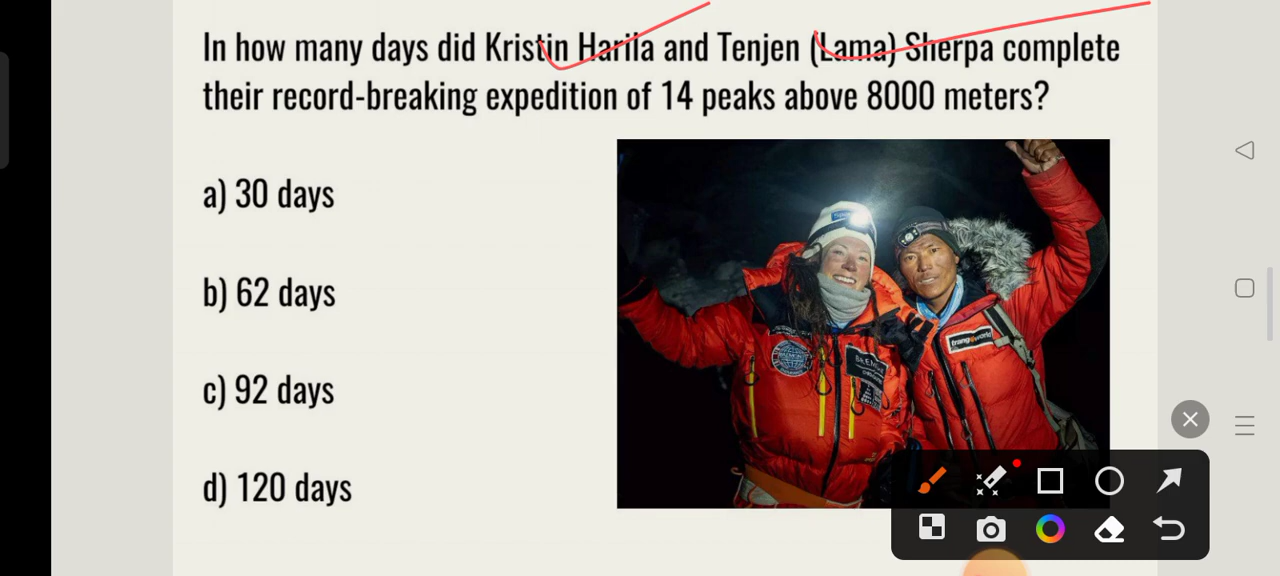 In how many days did Kristin Harila and Tenjen (Lama) Sherpa complete
their record-breaking expedition of 14 peaks above 8000 meters?
a) 30 days
b) 62 days
c) 92 days
d) 120 days